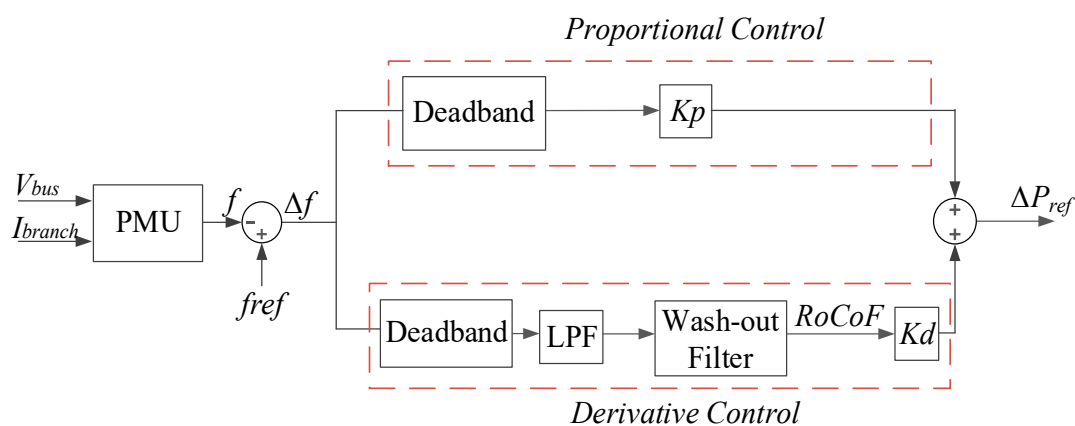 Proportional Control
Deadband
Kp
Vbus
Ibranch
PMU
f
-
+
Δf
fref
+
+
ΔPref
Deadband
LPF
Wash-out
Filter
RoCoF
Kd
Derivative Control